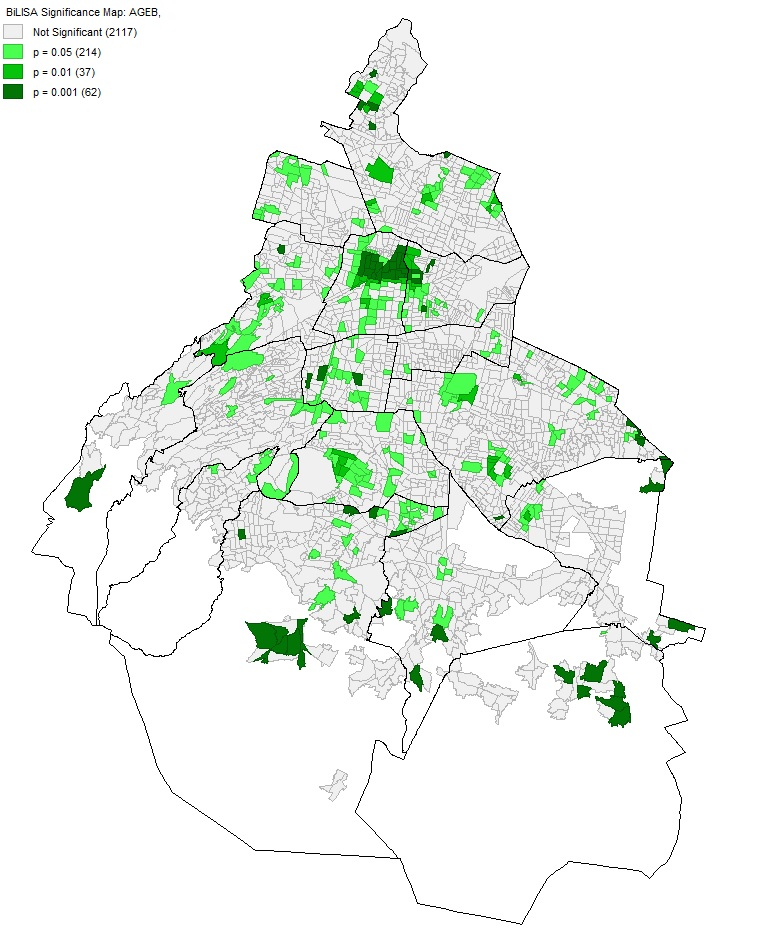 BiLISA Significance Map: AGEB,
Not Significant (2117)
p = 0.05 (214)
p = 0.01 (37)
p = 0.001 (62)